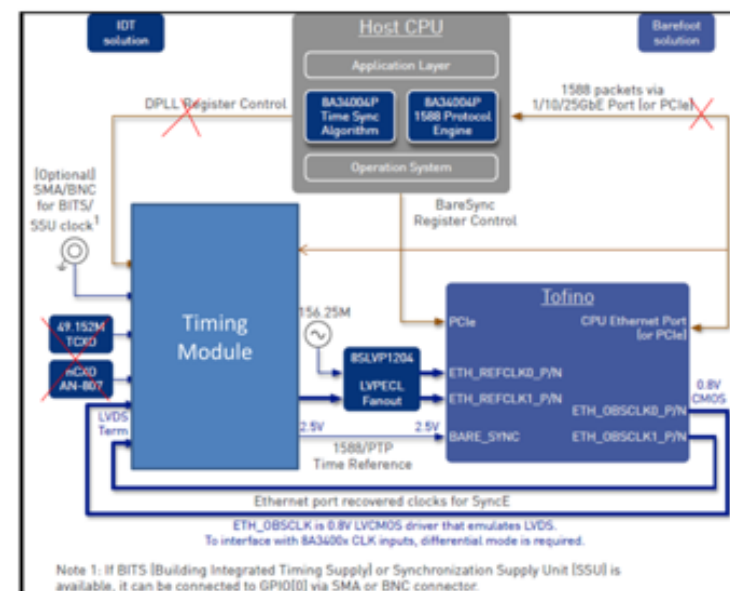 IDT
solution
Host CPU
Barefoot
solution
Application Layer
DPLL Register Control
8A34004P
Time Sync
Algorithm
8A34004P
1588 Protocol
Engine
1588 packets via
1/10/25GbE Port (or PCIe)
Operation System
(Optional)
SMA/BNC
for BITS/
SSU clock1
BareSync
Register Control
Timing
Module
156.25M
Tofino
PCIe
CPU Ethernet Port
(or PCIe)
49.152M
TCXO
8SLVP1204
LVPECL
Fanout
ETH_REFCLK0_P/N
ETH_REFCLK1_P/N
0.8V
CMOS
AN-807
LVDS
Term
ETH_OBSCLK0_P/N
2.5V
2.5V
BARE_SYNC
ETH_OBSCLK1_P/N
1588/PTP
Time Reference
Ethernet port recovered clocks for SyncE
ETH_OBSCLK is 0.8V LVCMOS driver that emulates LVDS.
To interface with 8A3400x CLK inputs, differential mode is required.
Note 1: If BITS (Building Integrated Timing Supply) or Synchronization Supply Unit (SSU) is
available, it can be connected to GPIO[0] via SMA or BNC connector.